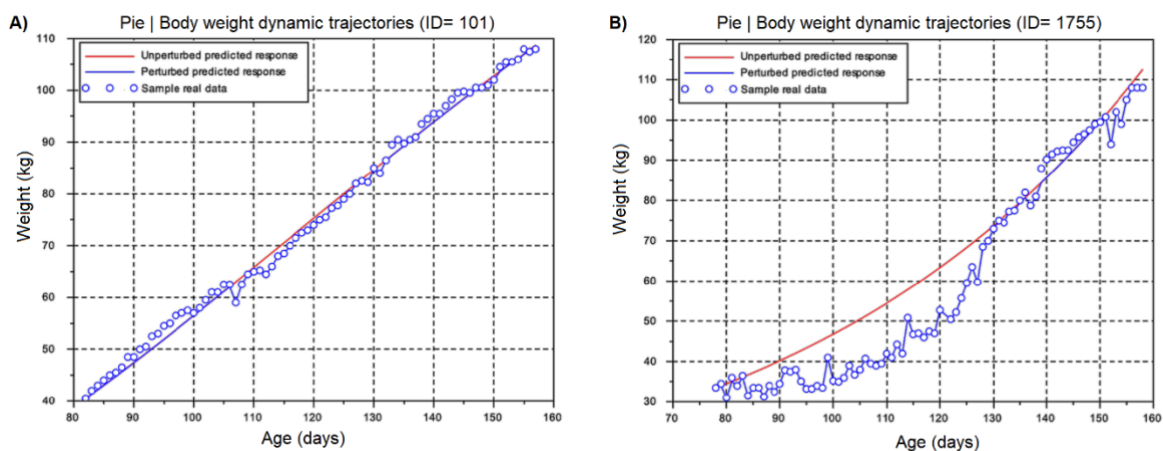 A) Pie | Body weight dynamic trajectories (ID= 101)
110
100
90
80
70
60
50
40
Weight (kg)
Unperturbed predicted response
Perturbed predicted response
Sample real data
80 90 100 110 120 130 140 150 160
Age (days)
B) Pie | Body weight dynamic trajectories (ID= 1755)
120
110
100
90
80
70
60
50
40
30
Weight (kg)
Unperturbed predicted response
Perturbed predicted response
Sample real data
70 80 90 100 110 120 130 140 150 160
Age (days)